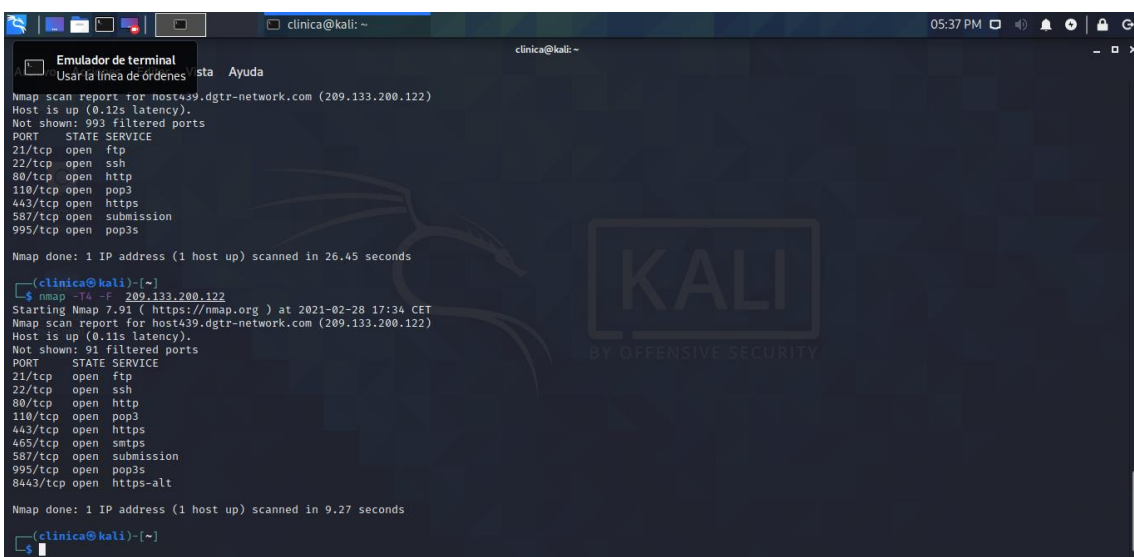 clinica@kali: ~
05:37 PM
clinica@kali: ~
Emulador de terminal
Usar la línea de órdenes
Vista Ayuda
Nmap scan report for host439.dgtr-network.com (209.133.200.122)
Host is up (0.12s latency).
Not shown: 993 filtered ports
PORT STATE SERVICE
21/tcp open ftp
22/tcp open ssh
80/tcp open http
110/tcp open pop3
443/tcp open https
587/tcp open submission
995/tcp open pop3s
Nmap done: 1 IP address (1 host up) scanned in 26.45 seconds
┌──(clinica㉿kali)-[~]
└─$ nmap -T4 -F 209.133.200.122
Starting Nmap 7.91 ( https://nmap.org ) at 2021-02-28 17:34 CET
Nmap scan report for host439.dgtr-network.com (209.133.200.122)
Host is up (0.11s latency).
Not shown: 91 filtered ports
PORT STATE SERVICE
21/tcp open ftp
22/tcp open ssh
80/tcp open http
110/tcp open pop3
443/tcp open https
465/tcp open smtps
587/tcp open submission
995/tcp open pop3s
8443/tcp open https-alt
Nmap done: 1 IP address (1 host up) scanned in 9.27 seconds
┌──(clinica㉿kali)-[~]
└─$
KALI
BY OFFENSIVE SECURITY